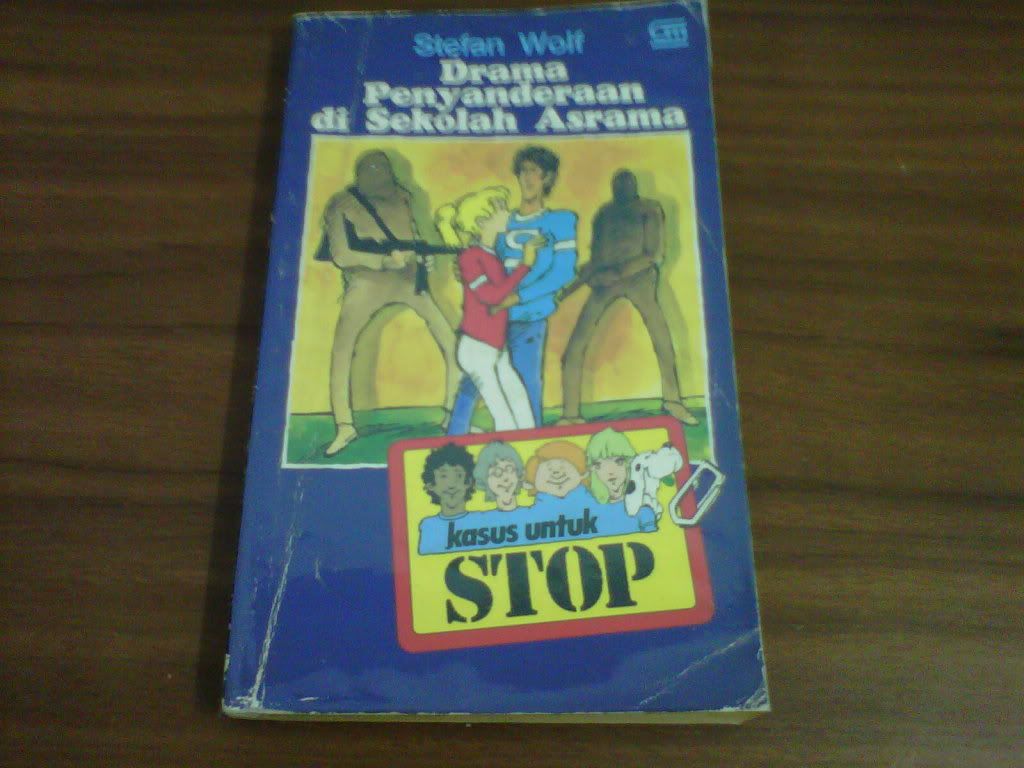 Stefan Wolf
Drama
Penyanderaan
di Sekolah Asrama
kasus untuk
STOP